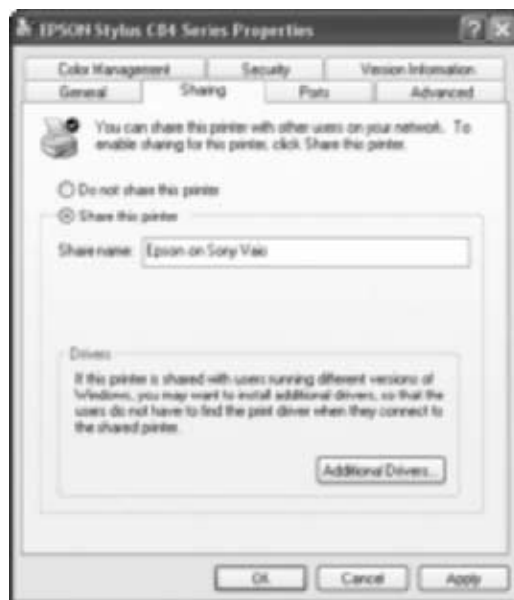 EPSON Stylus C84 Series Properties
Color Management Security Version Information
General Sharing Ports Advanced
You can share this printer with other users on your network. To
enable sharing for this printer, click Share this printer.
Do not share this printer
Share this printer
Share name: Epson on Sony Vaio
Drivers
If this printer is shared with users running different versions of
Windows, you may want to install additional drivers, so that the
users do not have to find the print driver when they connect to
the shared printer.
Additional Drivers...
OK Cancel Apply